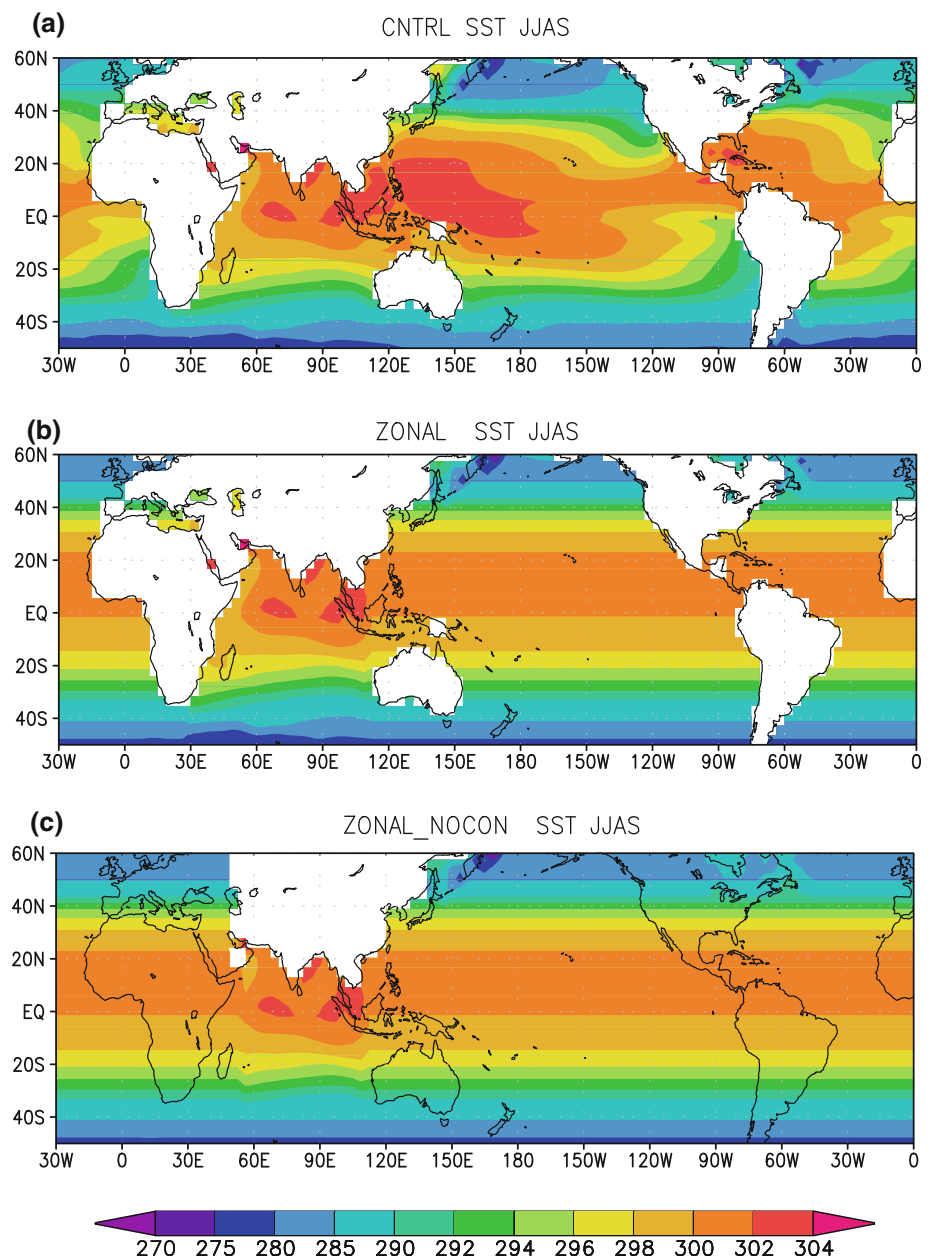 (a)
CNTRL SST JJAS
60N
40N
20N
EQ
20S
40S
30W 0 30E 60E 90E 120E 150E 180 150W 120W 90W 60W 30W 0
(b)
ZONAL SST JJAS
60N
40N
20N
EQ
20S
40S
30W 0 30E 60E 90E 120E 150E 180 150W 120W 90W 60W 30W 0
(c)
ZONAL_NOCON SST JJAS
60N
40N
20N
EQ
20S
40S
30W 0 30E 60E 90E 120E 150E 180 150W 120W 90W 60W 30W 0
270 275 280 285 290 292 294 296 298 300 302 304